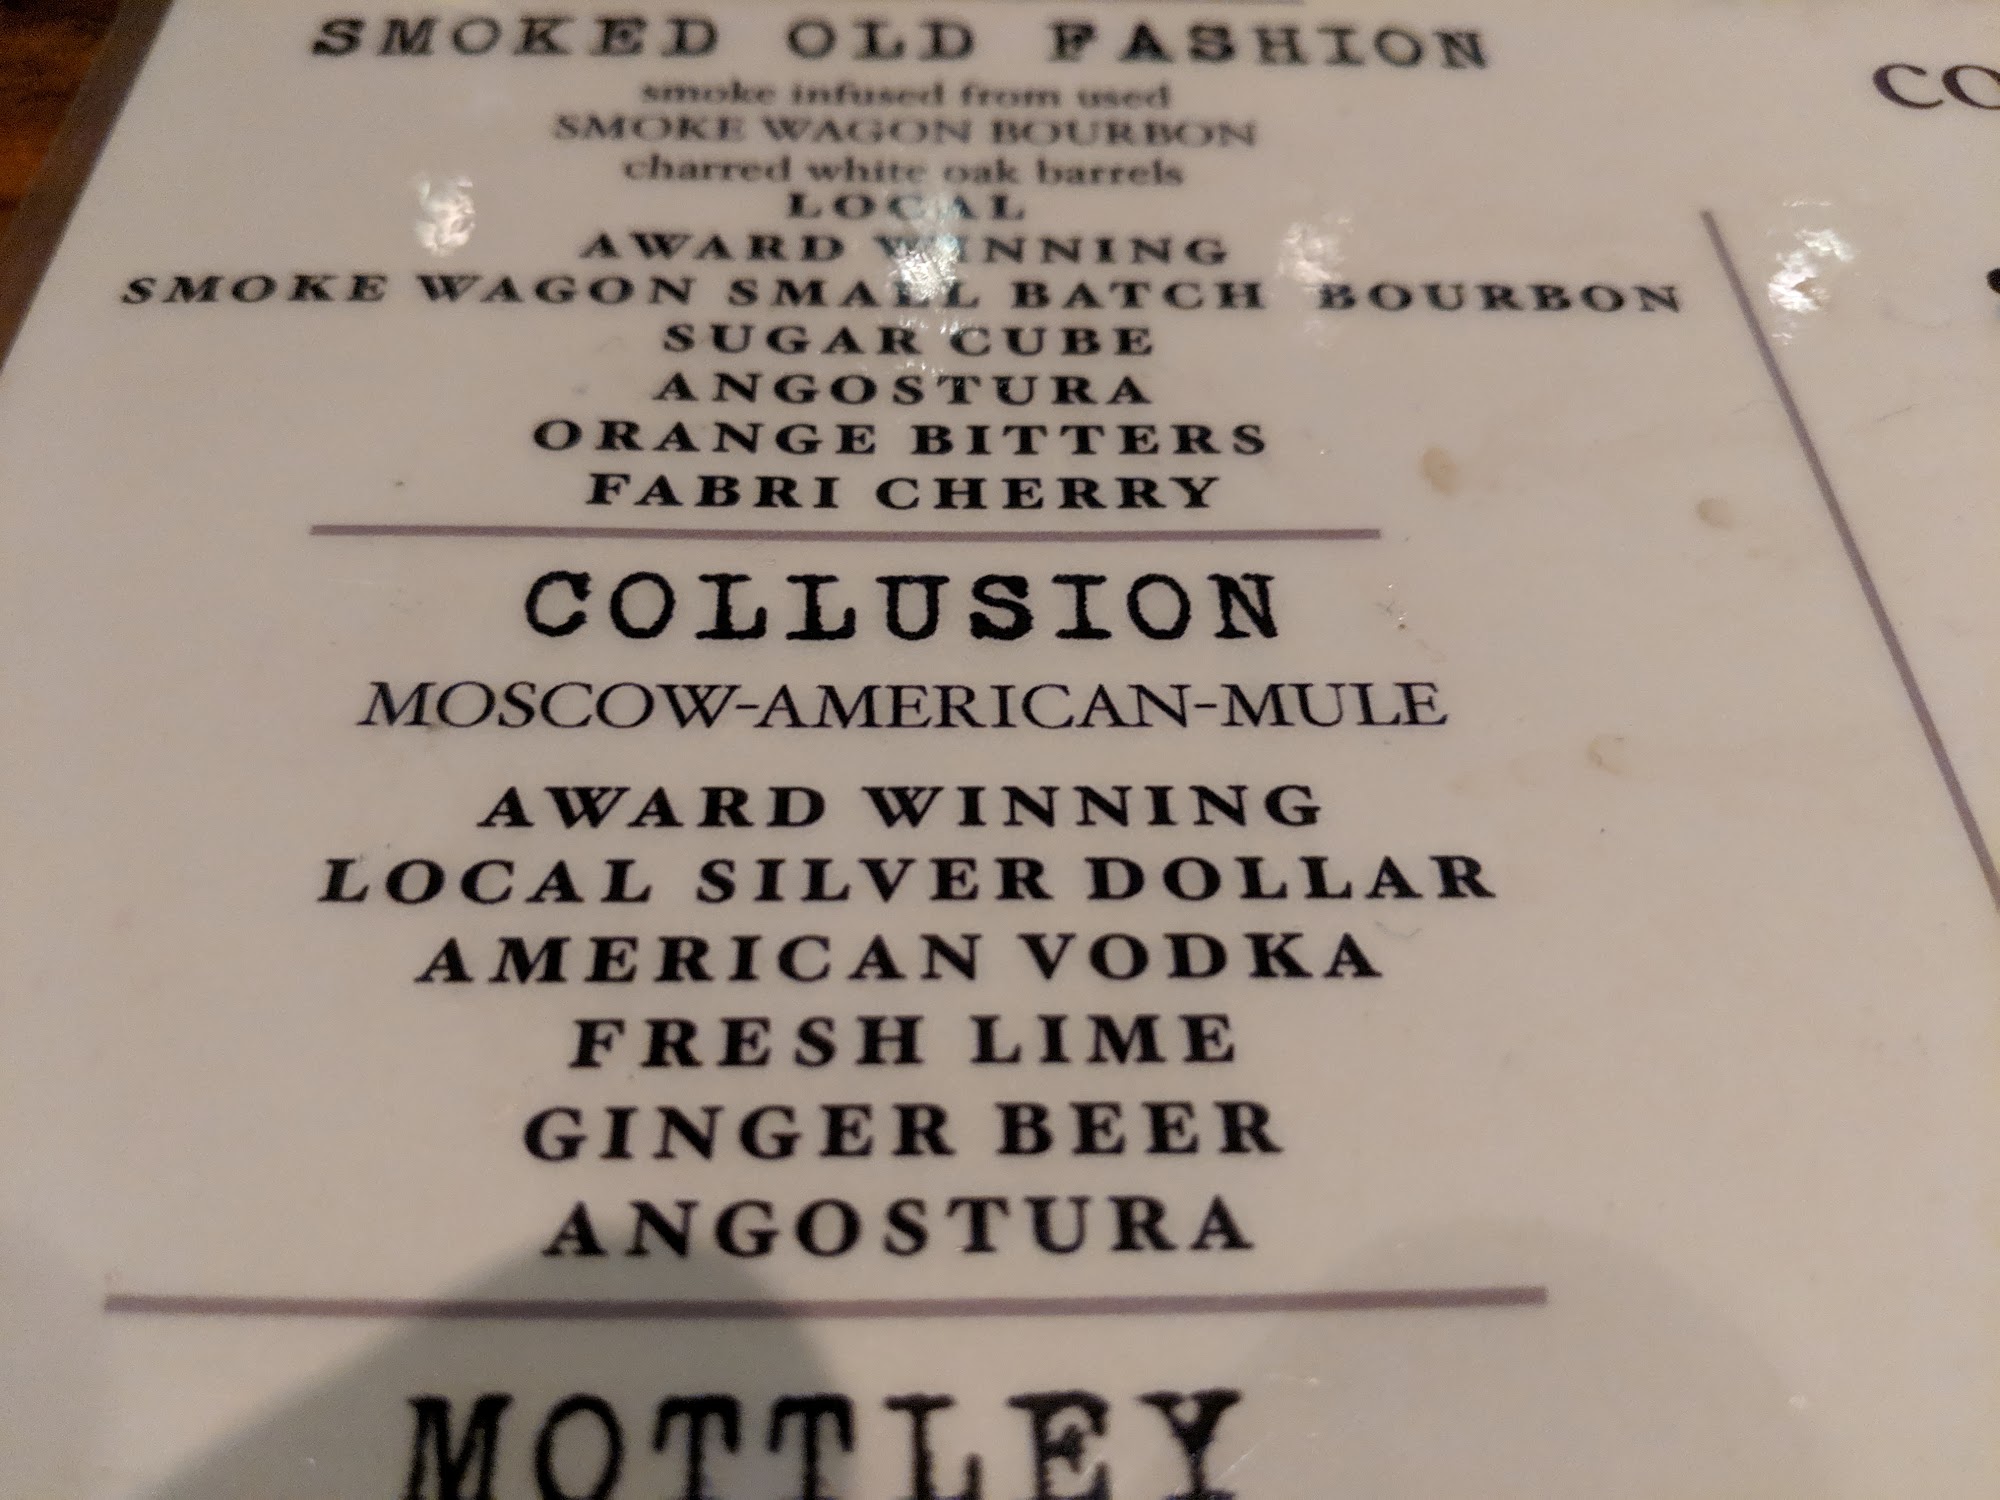 SMOKED OLD FASHION
smoke infused from used
SMOKE WAGON BOURBON
charred white oak barrels
LOCAL
AWARD WINNING
SMOKE WAGON SMALL BATCH BOURBON
SUGAR CUBE
ANGOSTURA
ORANGE BITTERS
FABRI CHERRY
COLLUSION
MOSCOW-AMERICAN-MULE
AWARD WINNING
LOCAL SILVER DOLLAR
AMERICAN VODKA
FRESH LIME
GINGER BEER
ANGOSTURA
MOTTLEY
CO